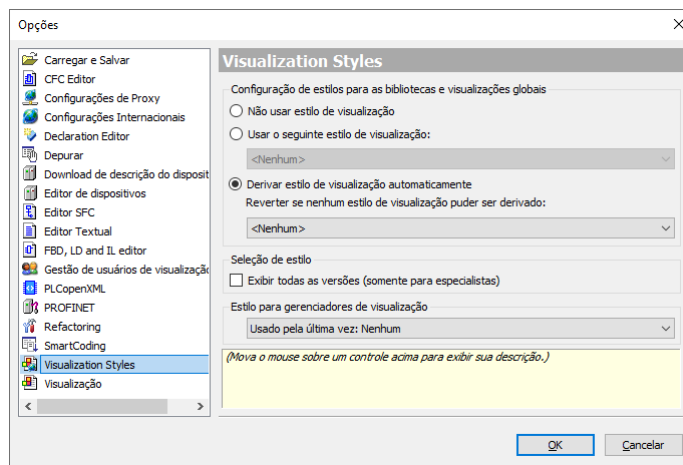 Opções
Carregar e Salvar
CFC Editor
Configurações de Proxy
Configurações Internacionais
Declaration Editor
Depurar
Download de descrição do disposit
Editor de dispositivos
Editor SFC
Editor Textual
FBD, LD and IL editor
Gestão de usuários de visualizaçã
PLCopenXML
PROFINET
Refactoring
SmartCoding
Visualization Styles
Visualização
Visualization Styles
Configuração de estilos para as bibliotecas e visualizações globais
Não usar estilo de visualização
Usar o seguinte estilo de visualização:
<Nenhum>
Derivar estilo de visualização automaticamente
Reverter se nenhum estilo de visualização puder ser derivado:
<Nenhum>
Seleção de estilo
Exibir todas as versões (somente para especialistas)
Estilo para gerenciadores de visualização
Usado pela última vez: Nenhum
(Mova o mouse sobre um controle acima para exibir sua descrição.)
OK
Cancelar